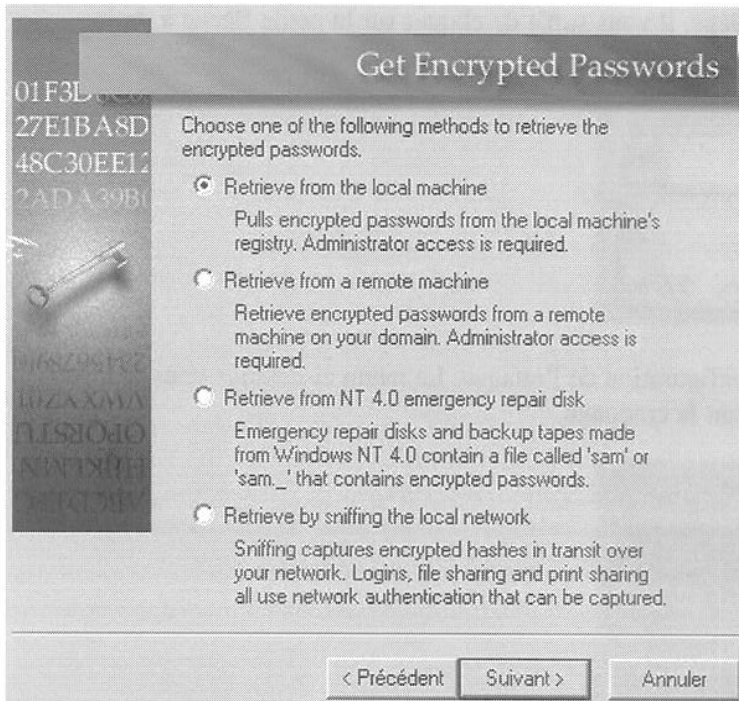 Get Encrypted Passwords
01F3D
27E1BA8D
48C30EE12
2ADA39B
Choose one of the following methods to retrieve the
encrypted passwords.
Retrieve from the local machine
Pulls encrypted passwords from the local machine's
registry. Administrator access is required.
Retrieve from a remote machine
Retrieve encrypted passwords from a remote
machine on your domain. Administrator access is
required.
Retrieve from NT 4.0 emergency repair disk
Emergency repair disks and backup tapes made
from Windows NT 4.0 contain a file called 'sam' or
'sam._' that contains encrypted passwords.
Retrieve by sniffing the local network
Sniffing captures encrypted hashes in transit over
your network. Logins, file sharing and print sharing
all use network authentication that can be captured.
< Précédent
Suivant >
Annuler